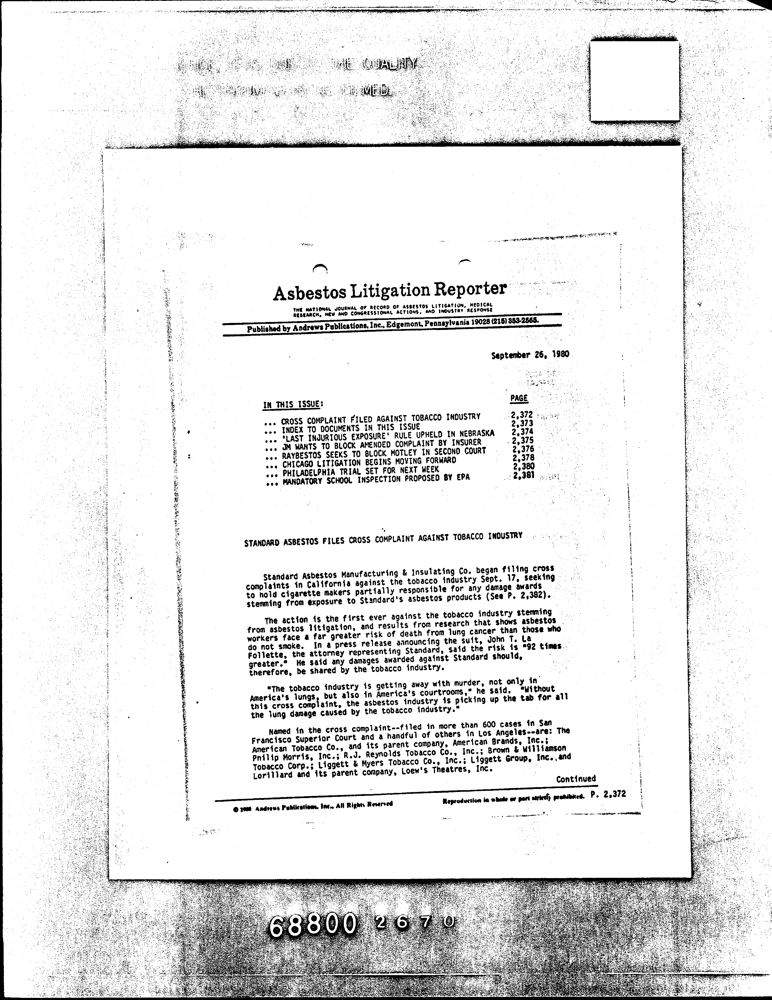 QUALITY
MED.
Asbestos Litigation Reporter
THE NATIONAL JOURNAL OF RECORD OF ASBESTOS LITIGATION, MEDICAL
RESEARCH, NEW AND CONGRESSIONAL ACTIONS, AND INDUSTRY RESPONSE
Published by Andrews Publications, Inc., Edgemont, Pennsylvania 19028 (215) 353-2565.
September 26, 1980
IN THIS ISSUE: PAGE
... CROSS COMPLAINT FILED AGAINST TOBACCO INDUSTRY 2,372
... INDEX TO DOCUMENTS IN THIS ISSUE 2,373
... 'LAST INJURIOUS EXPOSURE' RULE UPHELD IN NEBRASKA 2,374
... JM WANTS TO BLOCK AMENDED COMPLAINT BY INSURER 2,375
... RAYBESTOS SEEKS TO BLOCK MOTLEY IN SECOND COURT 2,376
... CHICAGO LITIGATION BEGINS MOVING FORWARD 2,378
... PHILADELPHIA TRIAL SET FOR NEXT WEEK 2,380
... MANDATORY SCHOOL INSPECTION PROPOSED BY EPA 2,381
STANDARD ASBESTOS FILES CROSS COMPLAINT AGAINST TOBACCO INDUSTRY
Standard Asbestos Manufacturing & Insulating Co. began filing cross
complaints in California against the tobacco industry Sept. 17, seeking
to hold cigarette makers partially responsible for any damage awards
stemming from exposure to Standard's asbestos products (See P. 2,382).
The action is the first ever against the tobacco industry stemming
from asbestos litigation, and results from research that shows asbestos
workers face a far greater risk of death from lung cancer than those who
do not smoke. In a press release announcing the suit, John T. La
Follette, the attorney representing Standard, said the risk is "92 times
greater." He said any damages awarded against Standard should,
therefore, be shared by the tobacco industry.
"The tobacco industry is getting away with murder, not only in
America's lungs, but also in America's courtrooms," he said. "Without
this cross complaint, the asbestos industry is picking up the tab for all
the lung damage caused by the tobacco industry."
Named in the cross complaint--filed in more than 600 cases in San
Francisco Superior Court and a handful of others in Los Angeles--are: The
American Tobacco Co., and its parent company, American Brands, Inc.;
Philip Morris, Inc.; R.J. Reynolds Tobacco Co., Inc.; Brown & Williamson
Tobacco Corp.; Liggett & Myers Tobacco Co., Inc.; Liggett Group, Inc., and
Lorillard and its parent company, Loew's Theatres, Inc.
Continued
© 1980 Andrews Publications, Inc., All Rights Reserved Reproduction in whole or part strictly prohibited. P. 2,372
68800 2670